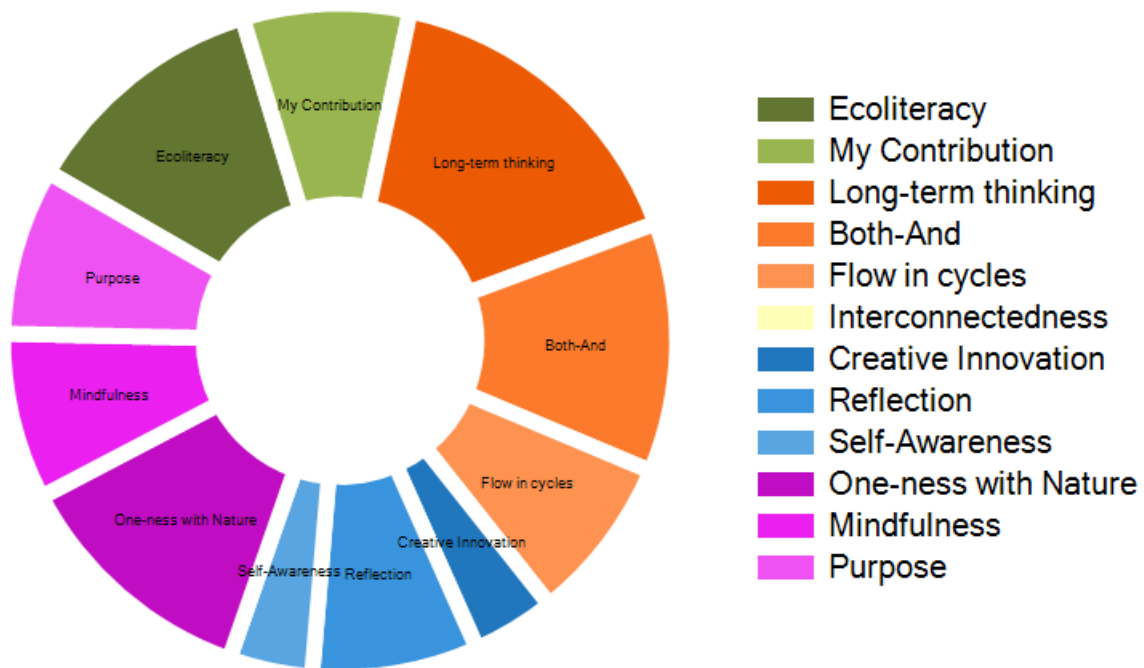 My Contribution
Ecoliteracy
Long-term thinking
Purpose
Both-And
Mindfulness
Flow in cycles
One-ness with Nature
Creative Innovation
Self-Awareness
Reflection
Ecoliteracy
My Contribution
Long-term thinking
Both-And
Flow in cycles
Interconnectedness
Creative Innovation
Reflection
Self-Awareness
One-ness with Nature
Mindfulness
Purpose